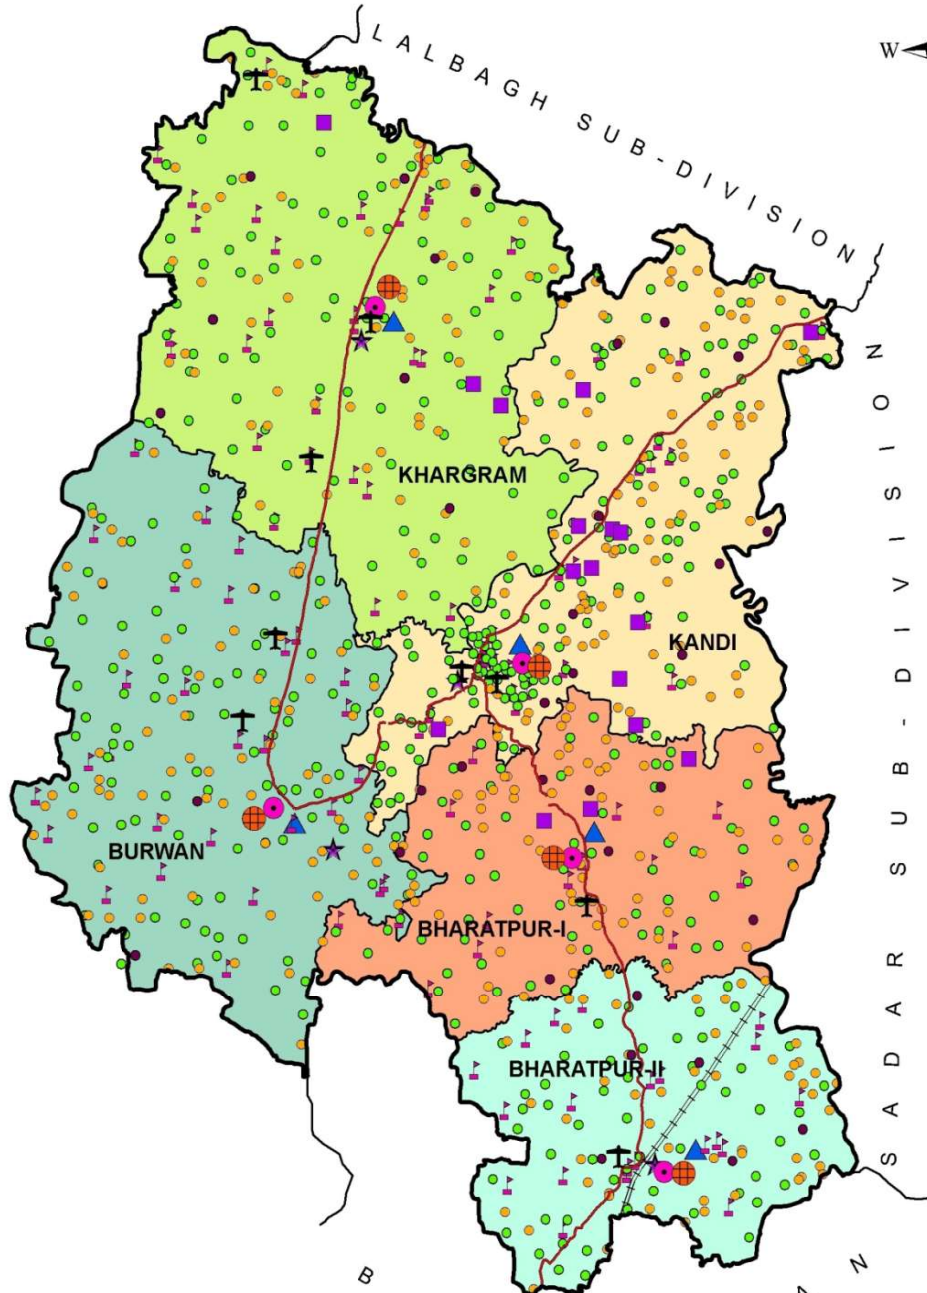 LALBAGH SUB-DIVISION
W
KHARGRAM
KANDI
BURWAN
BHARATPUR-I
BHARATPUR-II
SADAR SUB-DIVISION
B
A N